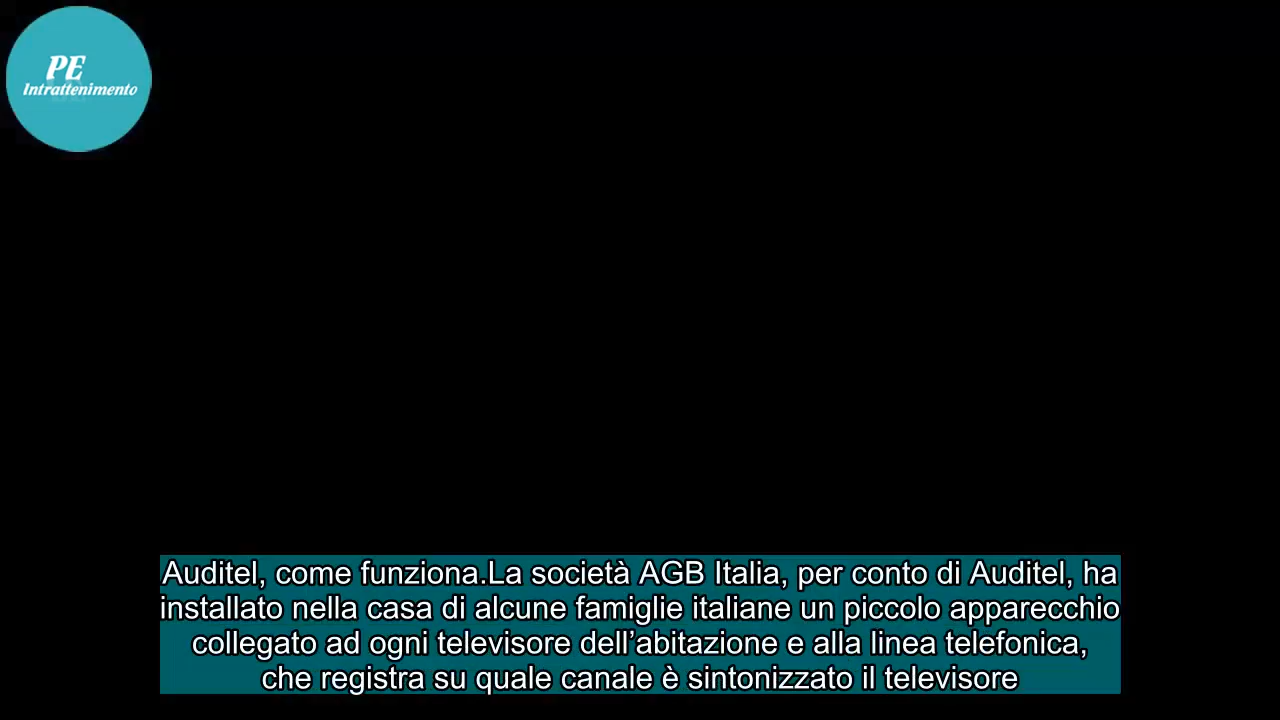 PE
Intrattenimento
Auditel, come funziona.La società AGB Italia, per conto di Auditel, ha
installato nella casa di alcune famiglie italiane un piccolo apparecchio
collegato ad ogni televisore dell’abitazione e alla linea telefonica,
che registra su quale canale è sintonizzato il televisore